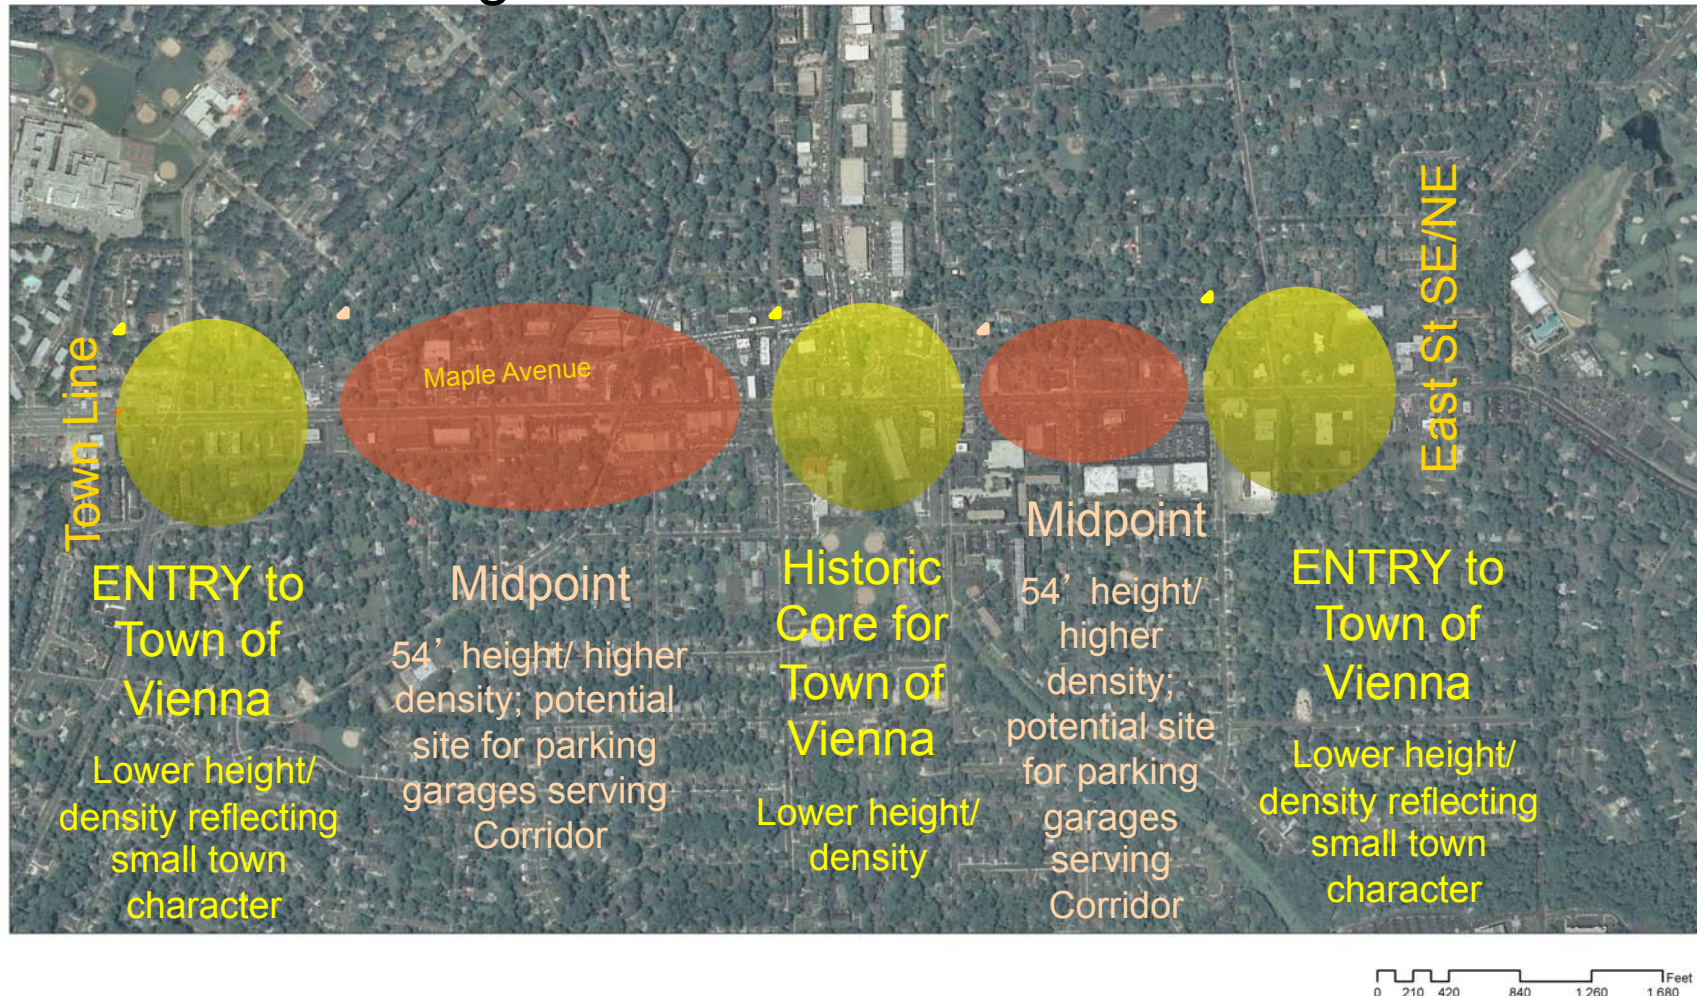 Town Line
Maple Avenue
East St SE/NE
ENTRY to
Town of
Vienna
Lower height/
density reflecting
small town
character
Midpoint
54’ height/ higher
density; potential
site for parking
garages serving
Corridor
Historic
Core for
Town of
Vienna
Lower height/
density
Midpoint
54’ height/
higher
density;
potential site
for parking
garages
serving
Corridor
ENTRY to
Town of
Vienna
Lower height/
density reflecting
small town
character
Feet
0 210 420 840 1,260 1,680